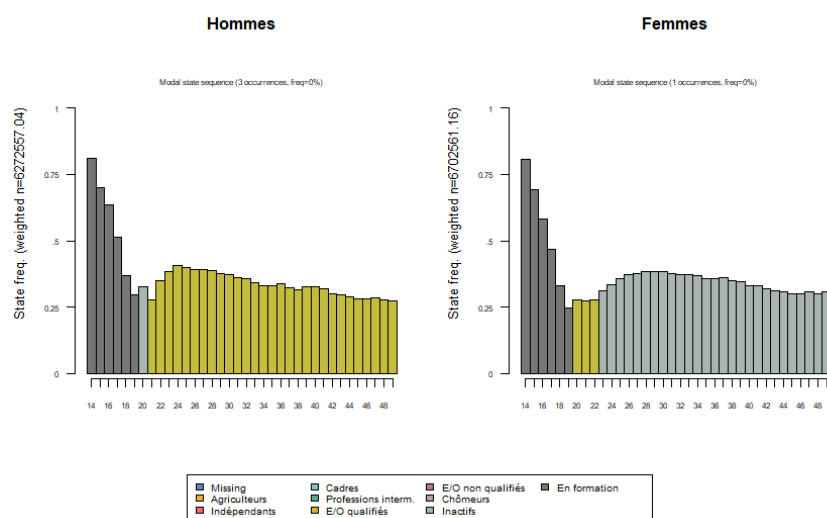 Hommes
Modal state sequence (3 occurrences, freq=0%)
State freq. (weighted n=6272557.04)
1
0.75
.5
0.25
0
14 16 18 20 22 24 26 28 30 32 34 36 38 40 42 44 46 48
Femmes
Modal state sequence (1 occurrences, freq=0%)
State freq. (weighted n=6702561.16)
1
0.75
.5
0.25
0
14 16 18 20 22 24 26 28 30 32 34 36 38 40 42 44 46 48
Missing Cadres E/O non qualifiés En formation
Agriculteurs Professions interm. Chômeurs
Indépendants E/O qualifiés Inactifs